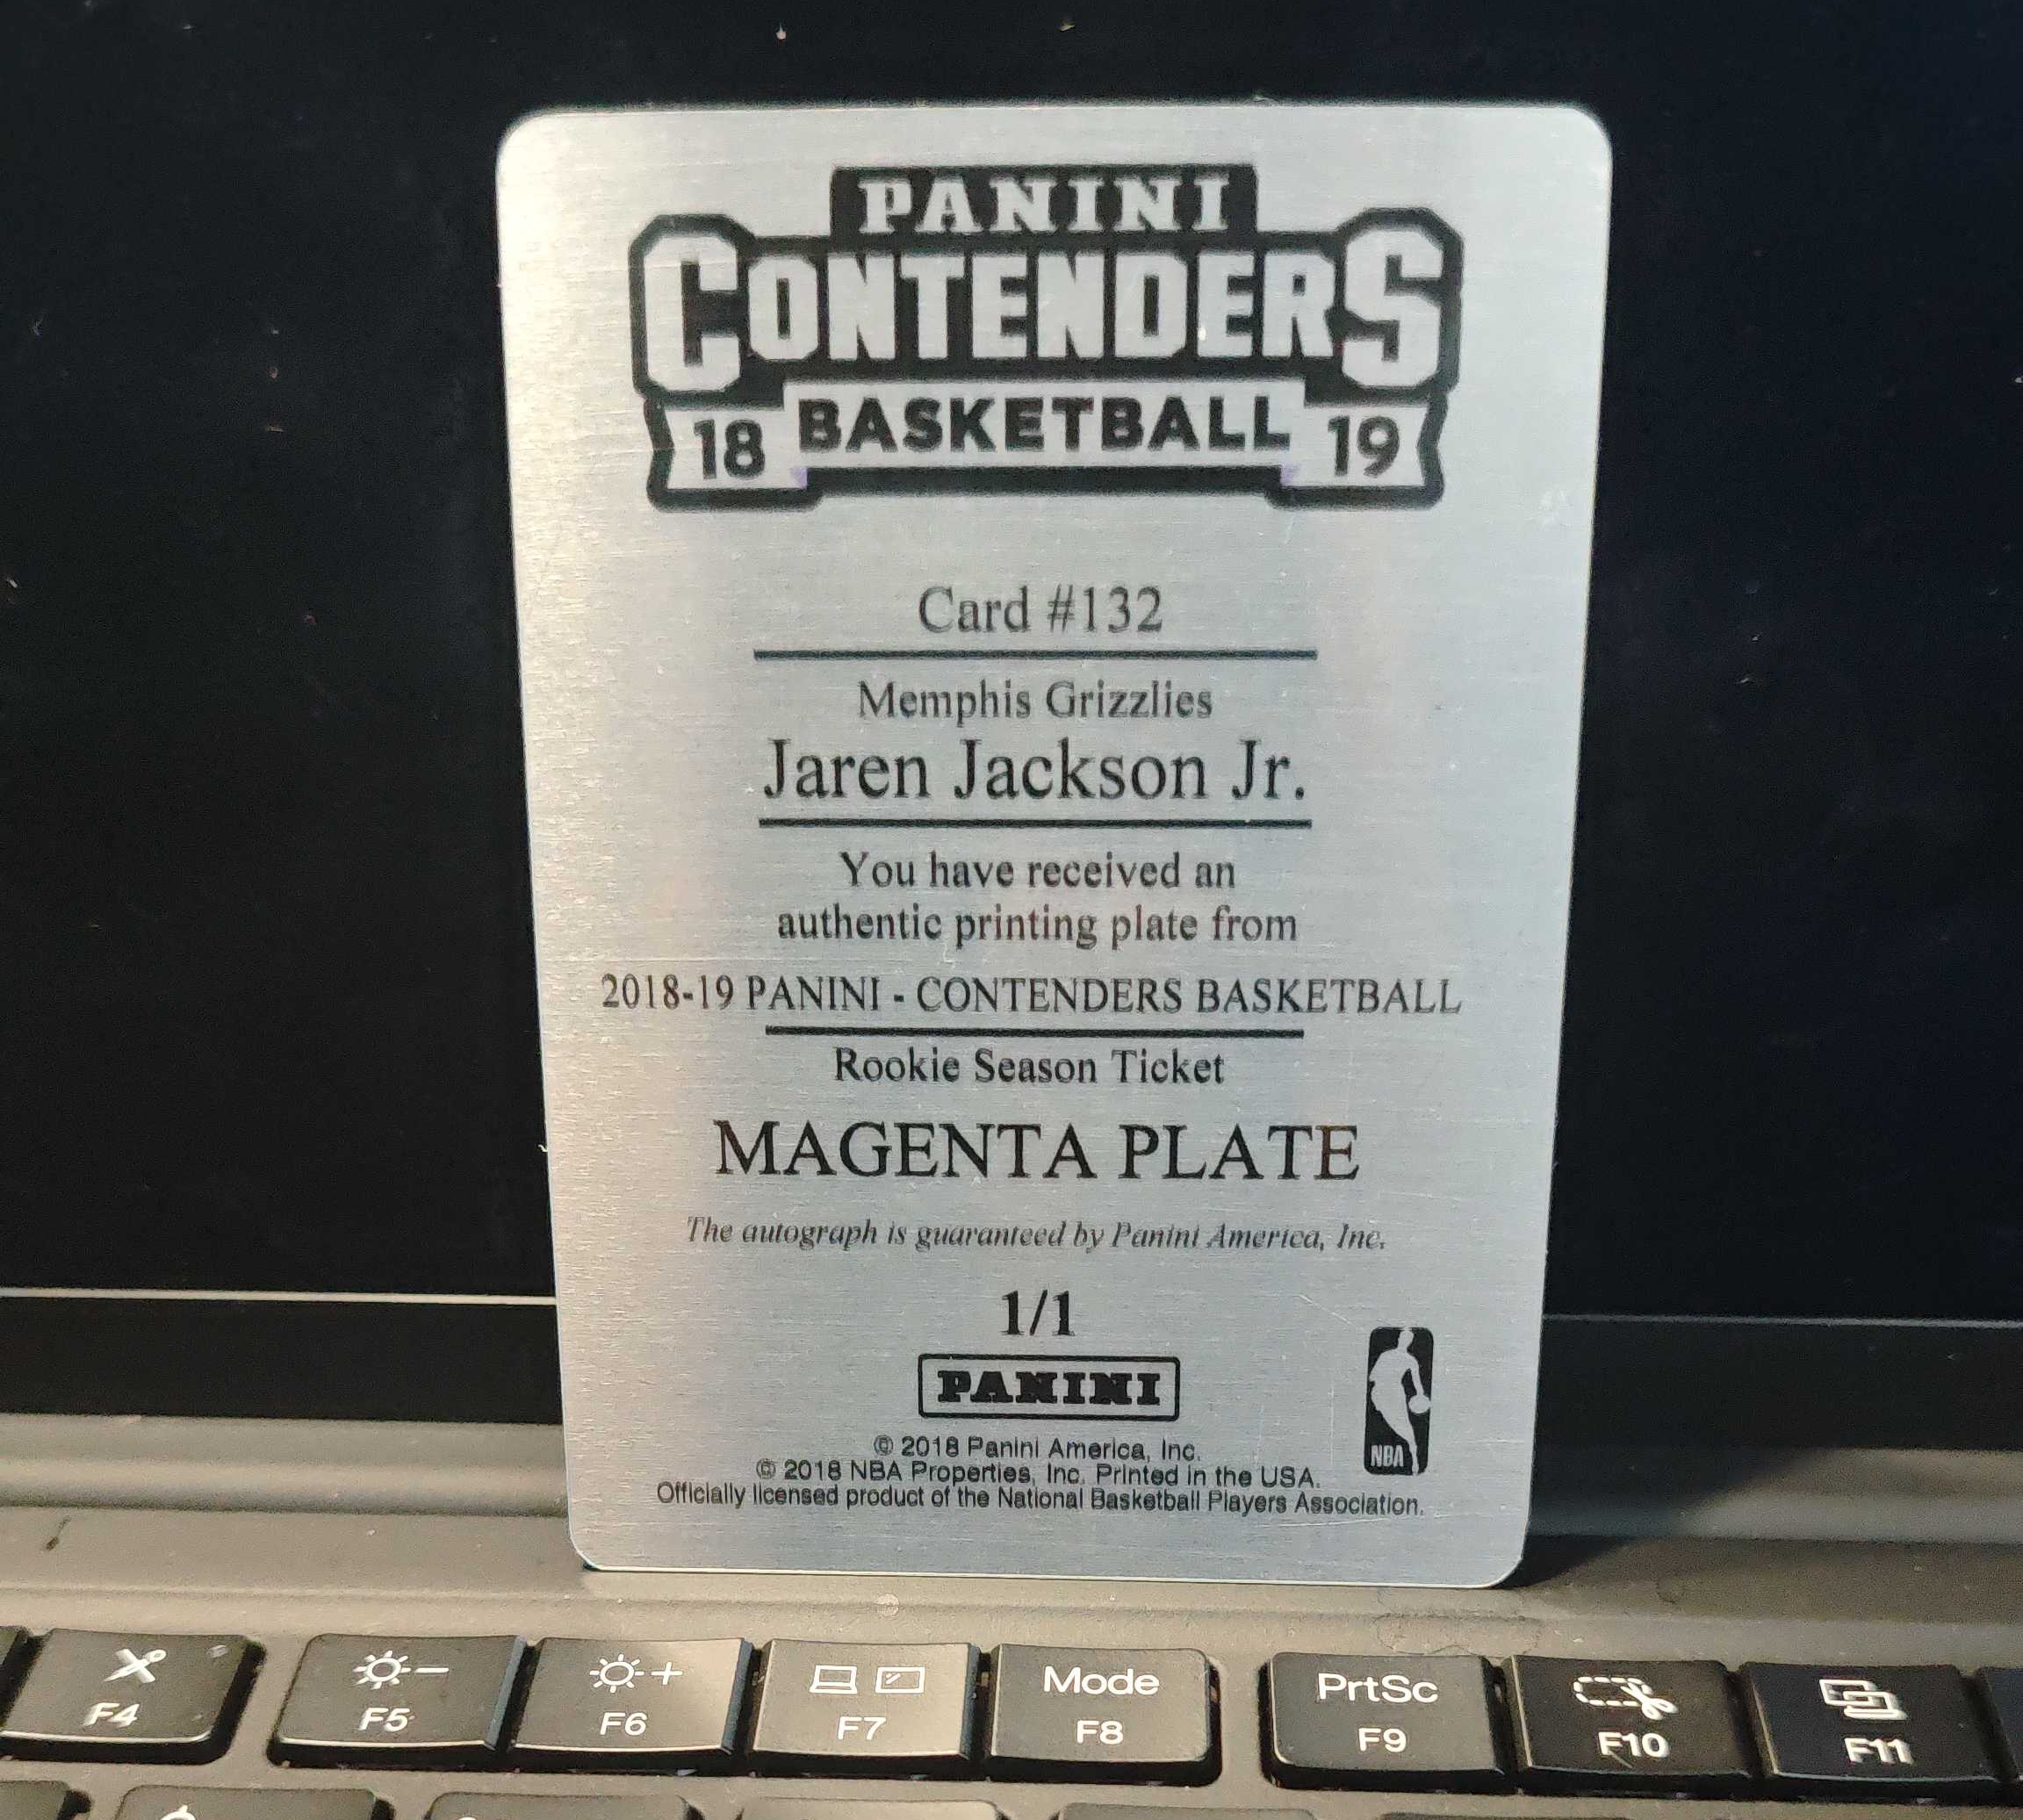 PANINI
CONTENDERS
18 BASKETBALL 19
Card #132
Memphis Grizzlies
Jaren Jackson Jr.
You have received an
authentic printing plate from
2018-19 PANINI - CONTENDERS BASKETBALL
Rookie Season Ticket
MAGENTA PLATE
The autograph is guaranteed by Panini America, Inc.
1/1
PANINI
NBA
© 2018 Panini America, Inc.
© 2018 NBA Properties, Inc. Printed in the USA.
Officially licensed product of the National Basketball Players Association.
Mode PrtSc
F4 F5 F6 F7 F8 F9 F10 F11